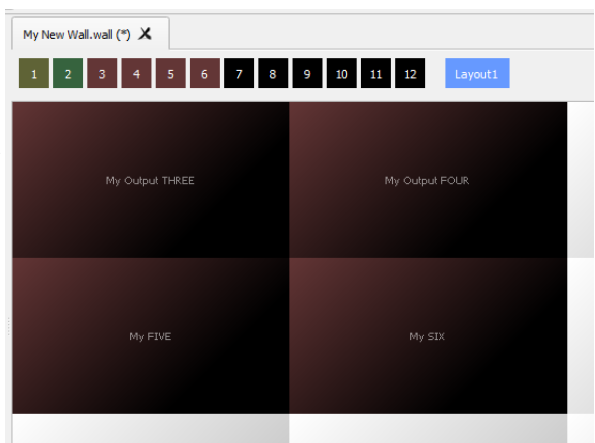 My New Wall.wall (*) X
1 2 3 4 5 6 7 8 9 10 11 12 Layout1
My Output THREE My Output FOUR
My FIVE My SIX